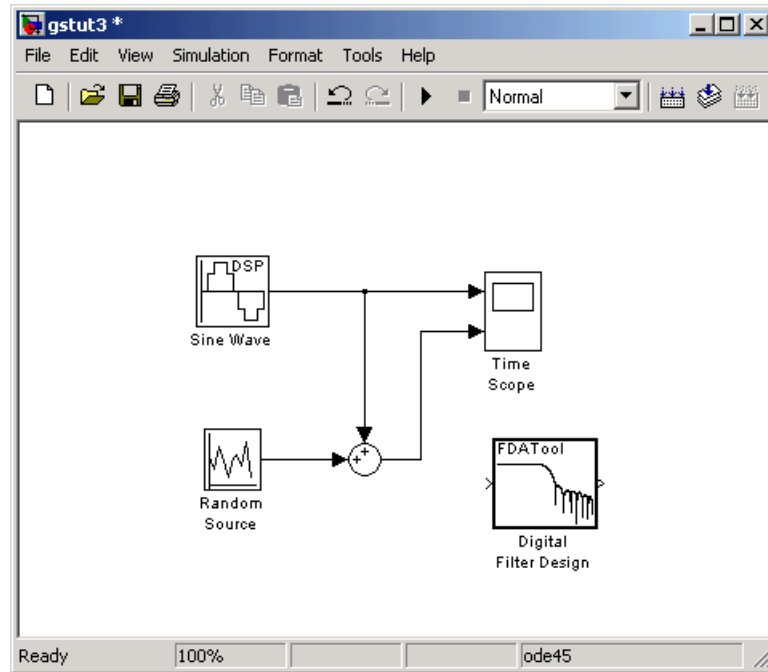 gstut3 *
File Edit View Simulation Format Tools Help
Normal
DSP
Sine Wave
Time
Scope
Random
Source
FDATool
Digital
Filter Design
Ready 100% ode45